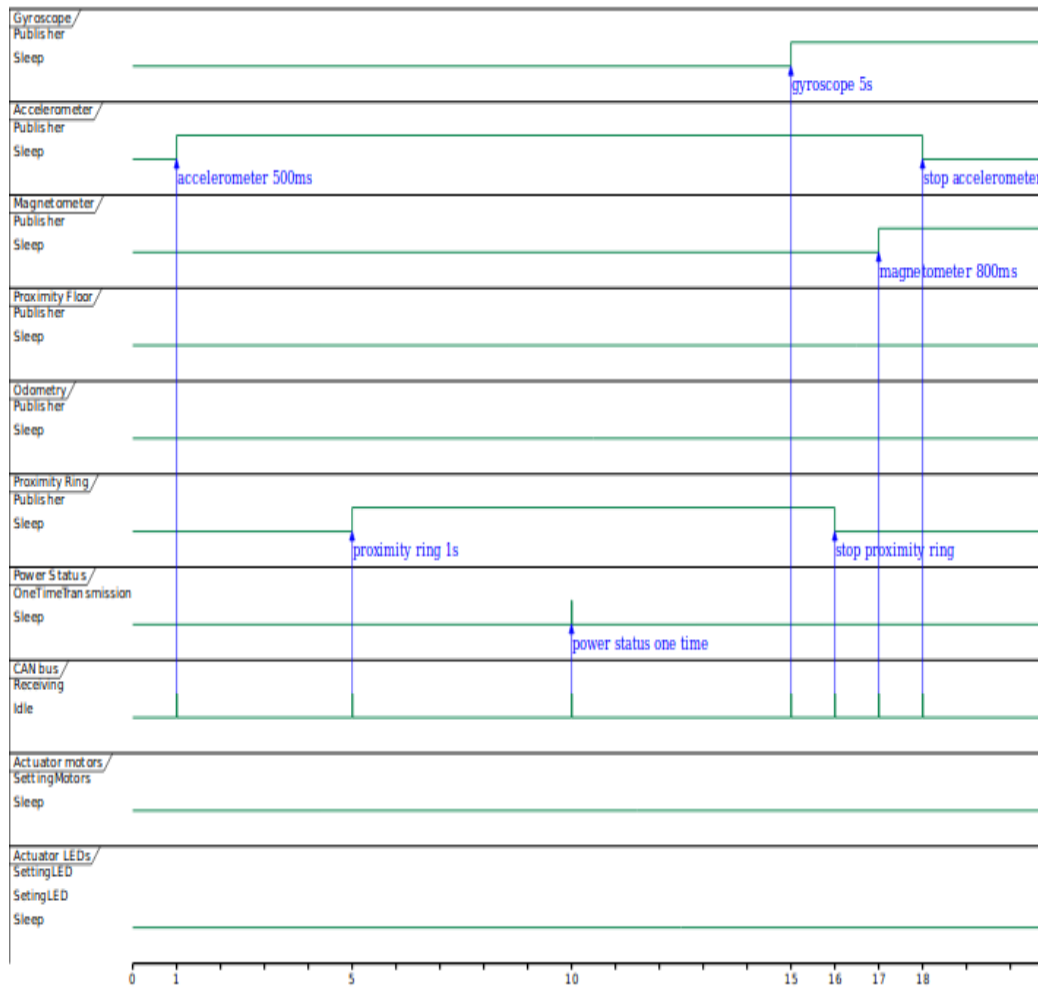 Gyroscope
Publisher
Sleep
gyroscope 5s
Accelerometer
Publisher
Sleep
accelerometer 500ms
stop accelerometer
Magnetometer
Publisher
Sleep
magnetometer 800ms
Proximity Floor
Publisher
Sleep
Odometry
Publisher
Sleep
Proximity Ring
Publisher
Sleep
proximity ring 1s
stop proximity ring
Power Status
OneTimeTransmission
Sleep
power status one time
CAN bus
Receiving
Idle
Actuator motors
SettingMotors
Sleep
Actuator LEDs
SettingLED
SetingLED
Sleep
0 1 5 10 15 16 17 18